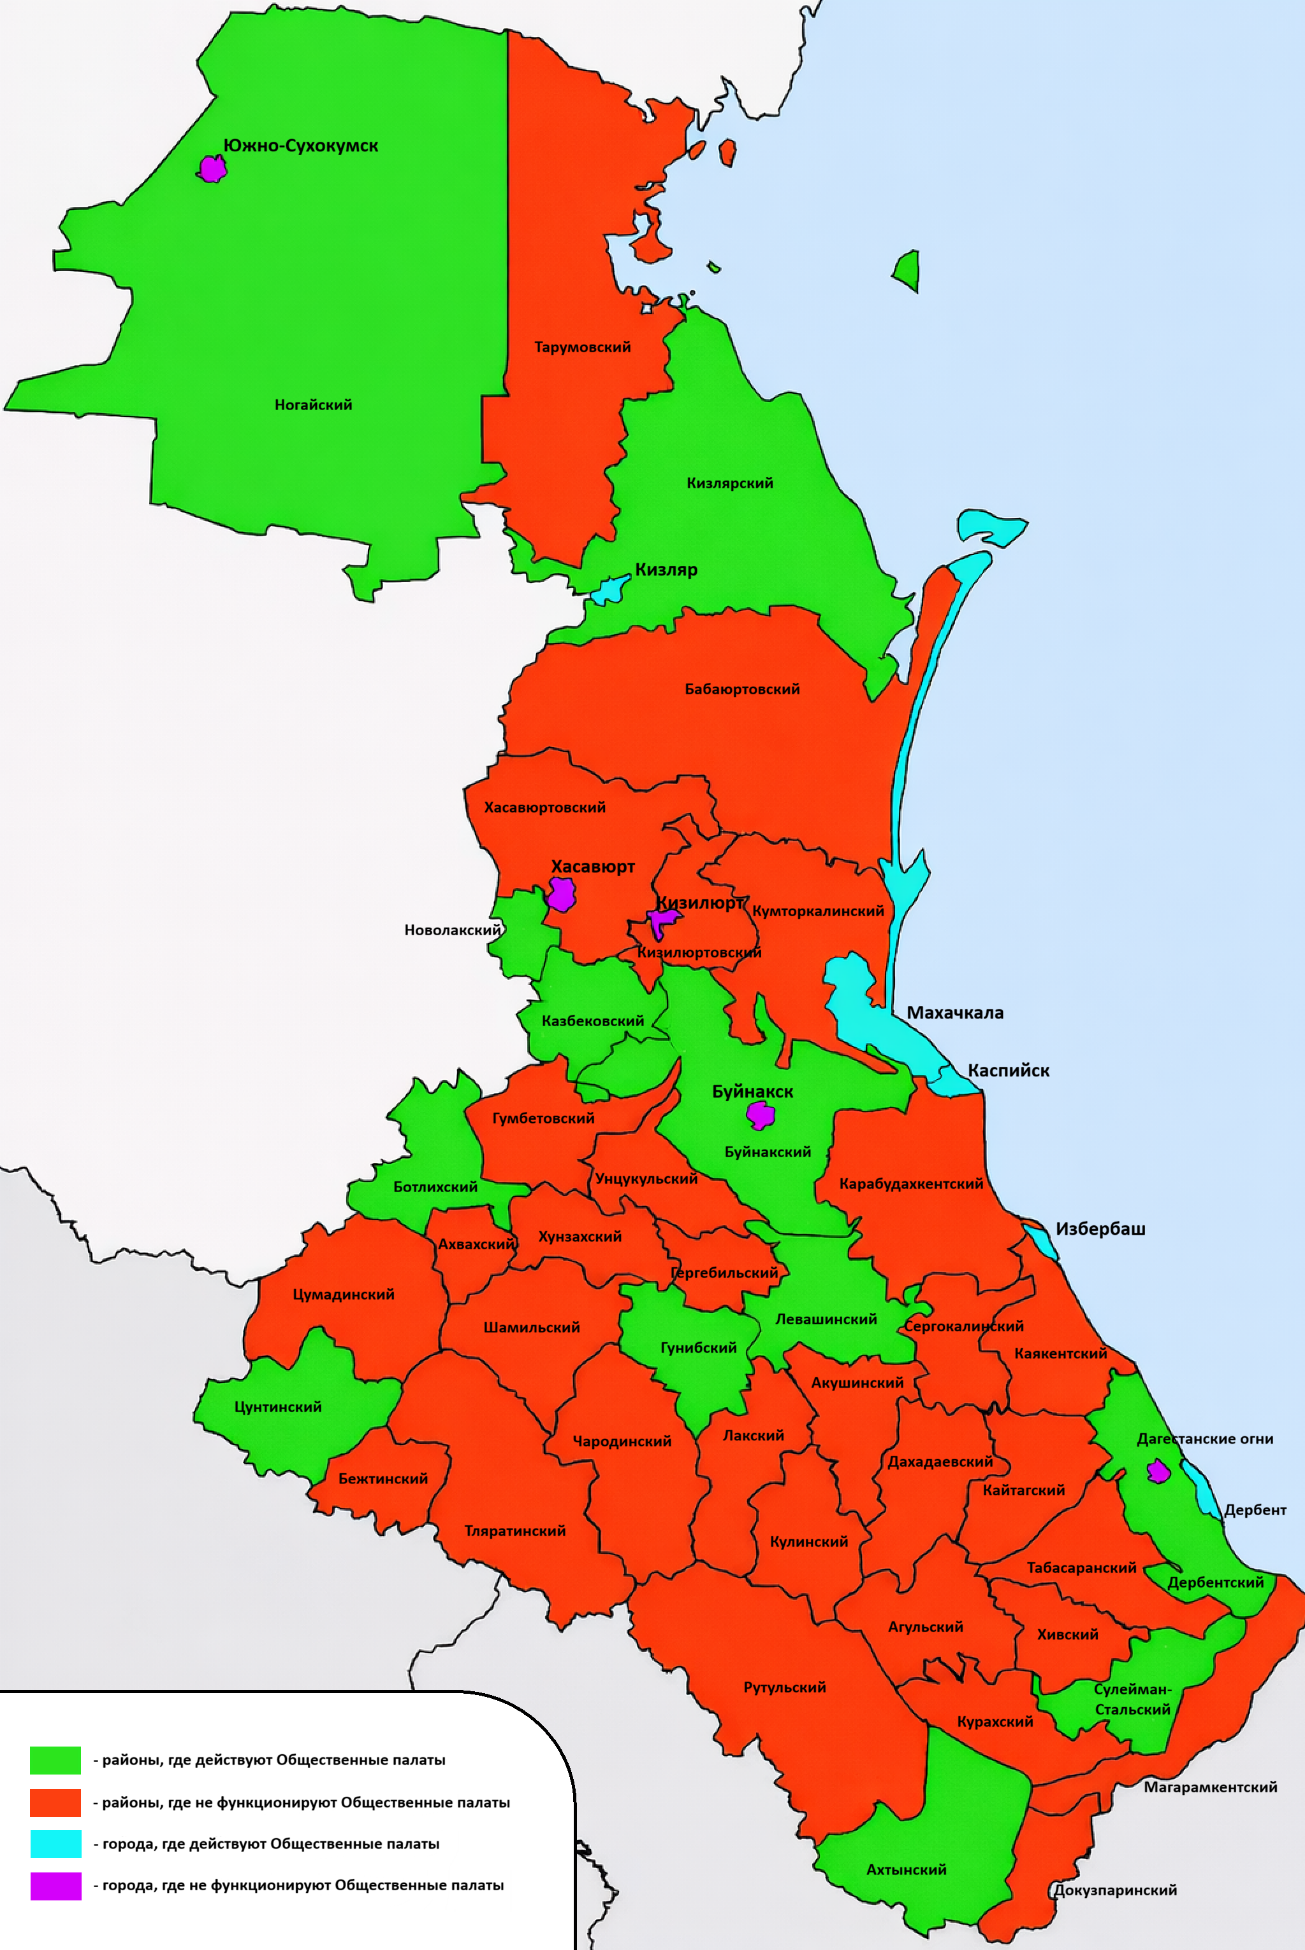 Южно-Сухокумск
Тарумовский
Ногайский
Кизлярский
Кизляр
Бабаюртовский
Хасавюртовский
Хасавюрт
Кизилюрт
Кумторкалинский
Новолакский
Кизилюртовский
Махачкала
Казбековский
Каспийск
Буйнакск
Гумбетовский
Буйнакский
Унцукульский
Карабудахкентский
Ботлихский
Избербаш
Хунзахский
Ахвахский
Гергебильский
Цумадинский
Левашинский
Шамильский
Сергокалинский
Гунибский
Каякентский
Акушинский
Цунтинский
Лакский
Дагестанские огни
Чародинский
Дахадаевский
Бежтинский
Кайтагский
Дербент
Тляратинский
Кулинский
Табасаранский
Дербентский
Агульский
Хивский
Рутульский
Сулейман-
Стальский
Курахский
Магарамкентский
Ахтынский
Докузпаринский
- районы, где действуют Общественные палаты
- районы, где не функционируют Общественные палаты
- города, где действуют Общественные палаты
- города, где не функционируют Общественные палаты